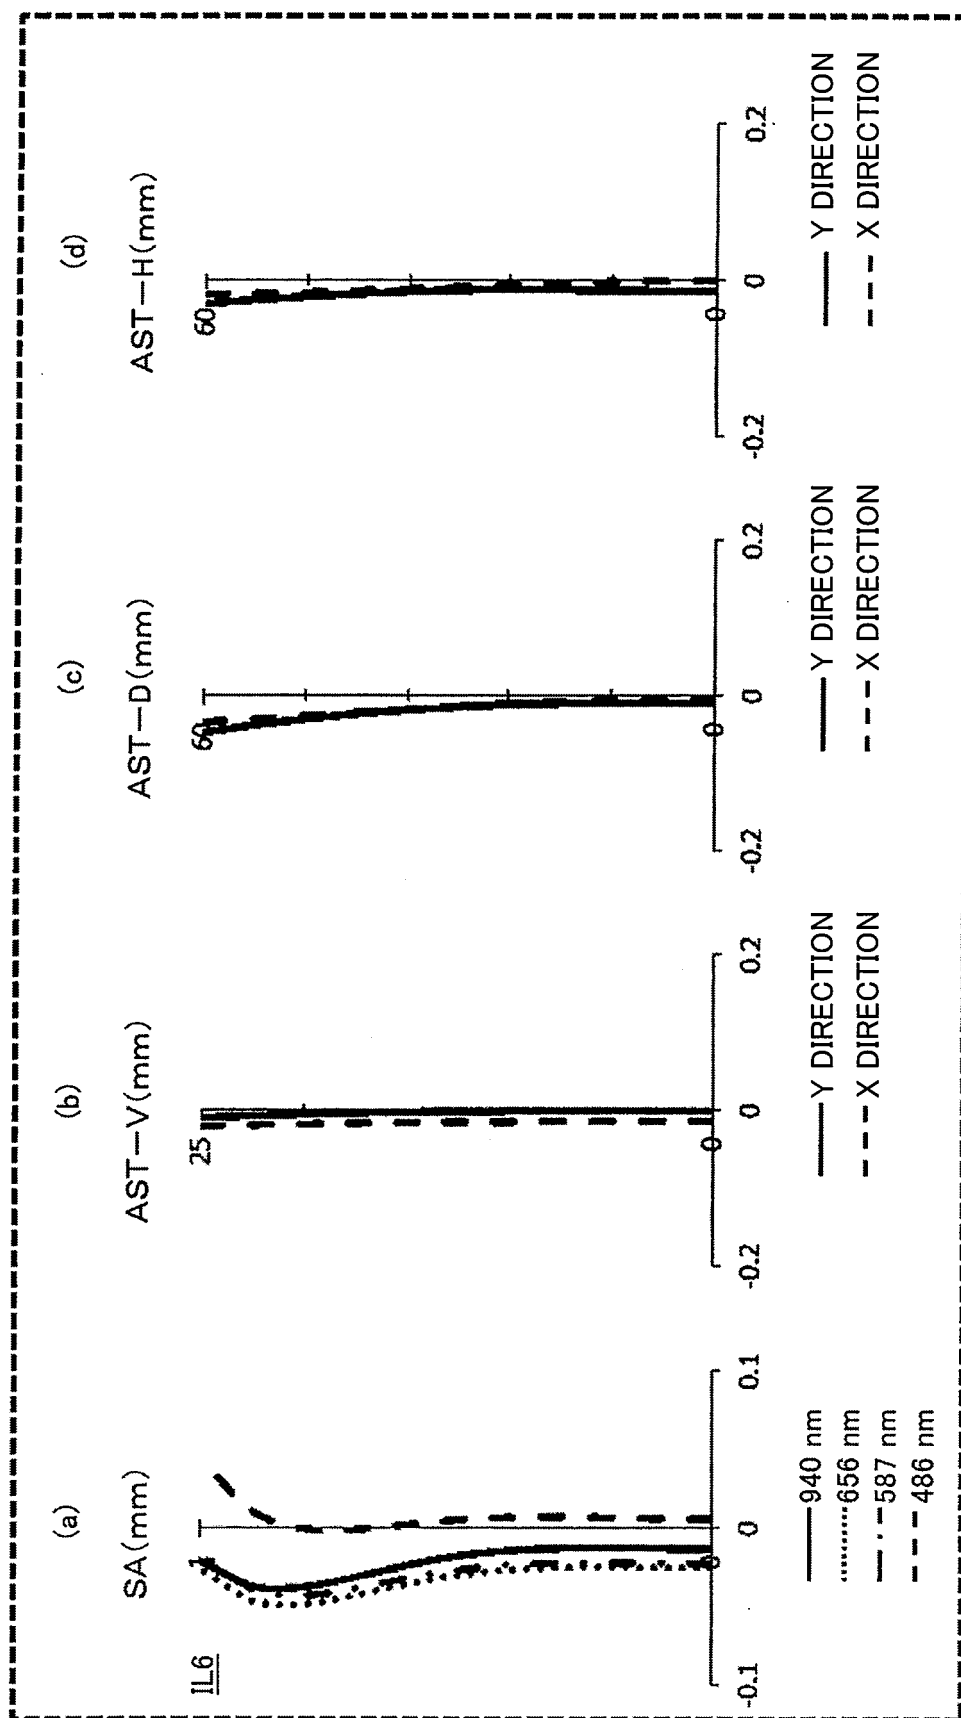 IL6
(a)
SA(mm)
1
0
-0.1
0
0.1
940 nm
656 nm
587 nm
486 nm
(b)
AST—V(mm)
25
0
-0.2
0
0.2
Y DIRECTION
X DIRECTION
(c)
AST—D(mm)
60
0
-0.2
0
0.2
Y DIRECTION
X DIRECTION
(d)
AST—H(mm)
60
0
-0.2
0
0.2
Y DIRECTION
X DIRECTION